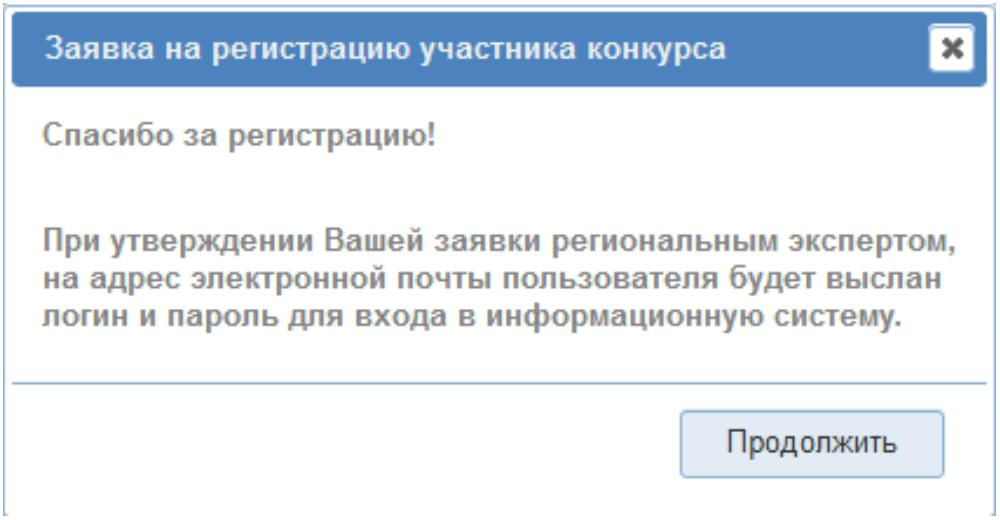 Заявка на регистрацию участника конкурса
Спасибо за регистрацию!
При утверждении Вашей заявки региональным экспертом,
на адрес электронной почты пользователя будет выслан
логин и пароль для входа в информационную систему.
Продолжить